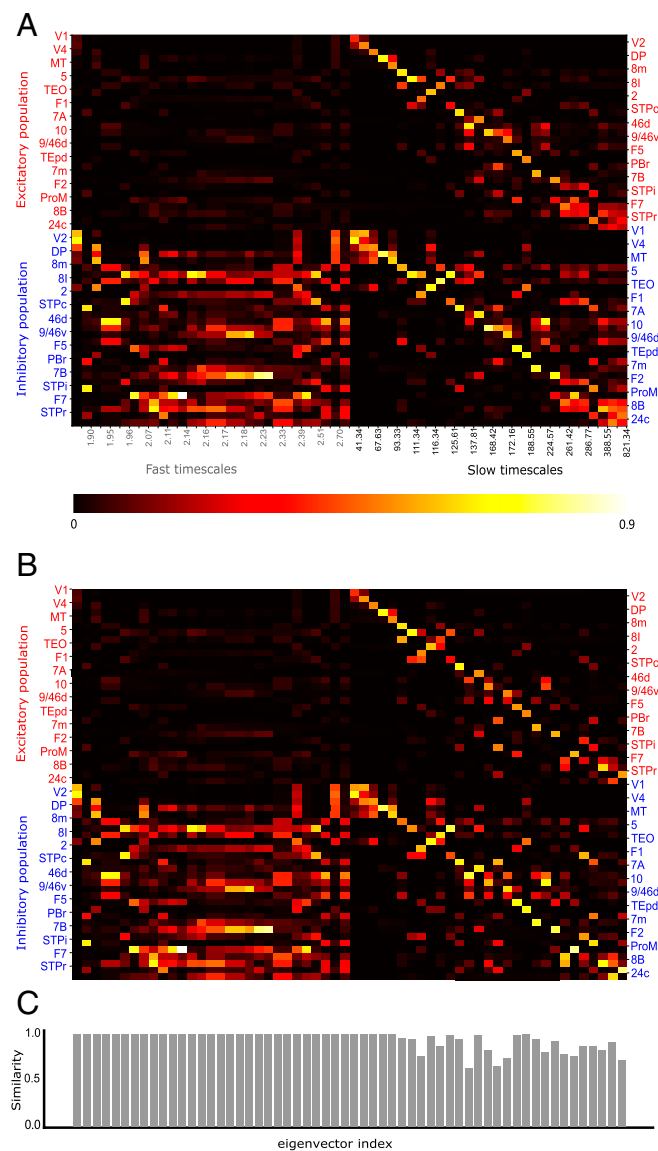 A
V1
V4
MT
5
TEO
F1
7A
10
9/46d
TEpd
7m
F2
ProM
8B
24c
Excitatory population
V2
DP
8m
8l
2
STPc
46d
9/46v
F5
PBr
7B
STPi
F7
STPr
V2
DP
8m
8l
2
STPc
46d
9/46v
F5
PBr
7B
STPi
F7
STPr
Inhibitory population
V1
V4
MT
5
TEO
F1
7A
10
9/46d
TEpd
7m
F2
ProM
8B
24c
1.90
1.95
1.96
2.07
2.11
2.14
2.16
2.17
2.18
2.23
2.33
2.39
2.51
2.70
41.34
67.63
93.33
111.34
116.34
125.61
137.81
168.42
172.16
188.55
224.57
261.42
286.77
388.55
821.34
Fast timescales
Slow timescales
0
0.9
B
V1
V4
MT
5
TEO
F1
7A
10
9/46d
TEpd
7m
F2
ProM
8B
24c
Excitatory population
V2
DP
8m
8l
2
STPc
46d
9/46v
F5
PBr
7B
STPi
F7
STPr
V2
DP
8m
8l
2
STPc
46d
9/46v
F5
PBr
7B
STPi
F7
STPr
Inhibitory population
V1
V4
MT
5
TEO
F1
7A
10
9/46d
TEpd
7m
F2
ProM
8B
24c
C
1.0
0.5
0.0
Similarity
eigenvector index